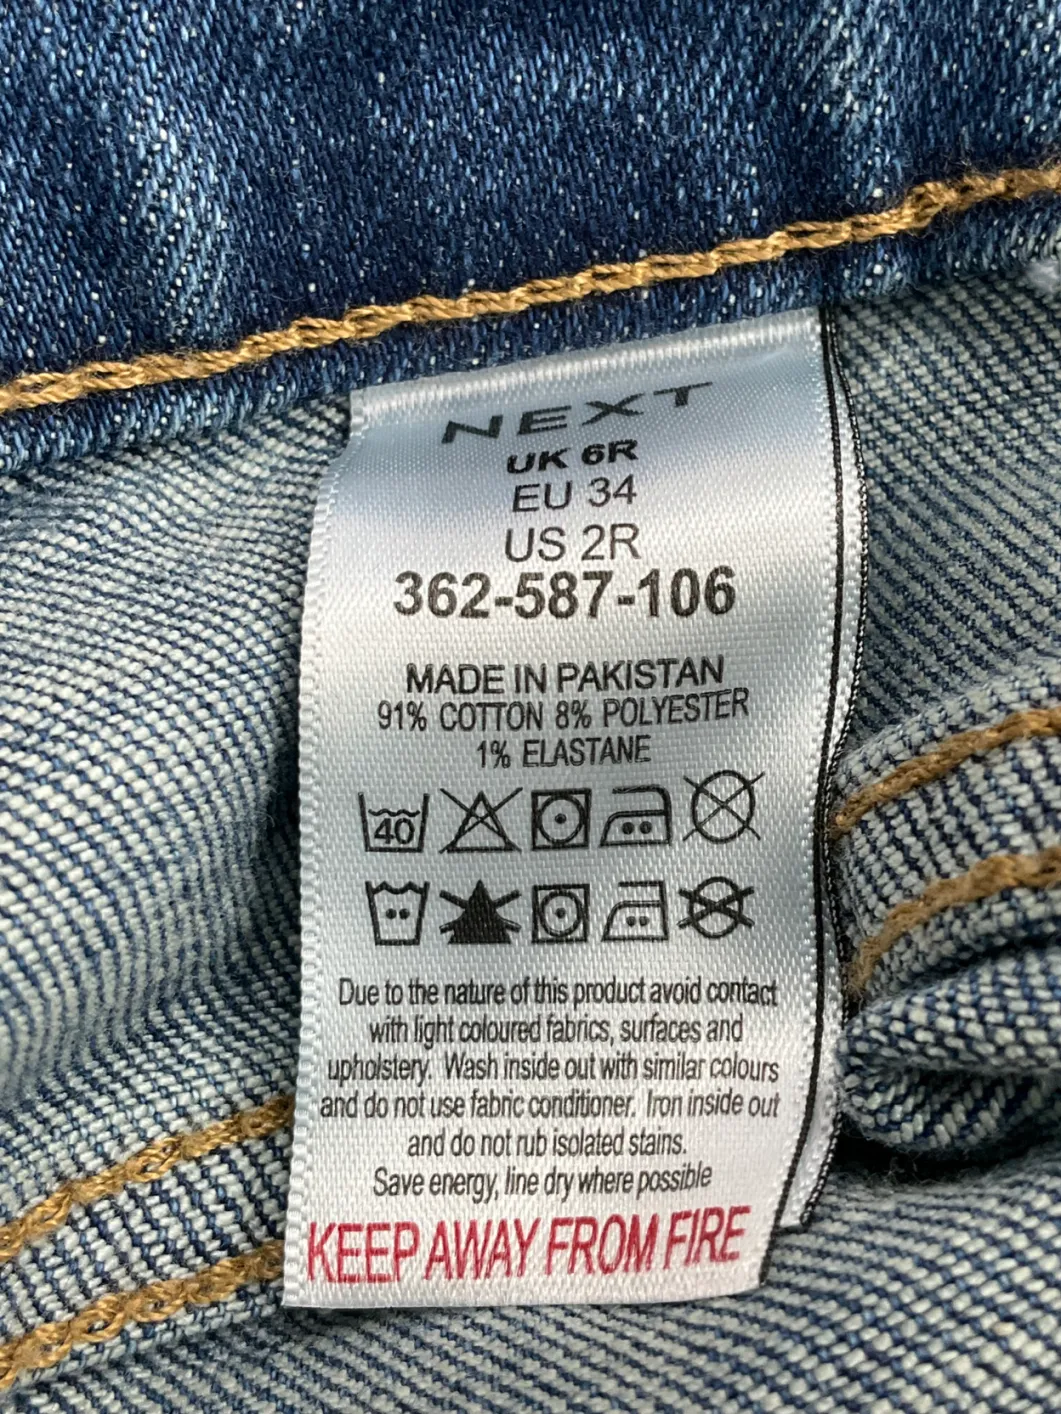 NEXT
UK 6R
EU 34
US 2R
362-587-106
MADE IN PAKISTAN
91% COTTON 8% POLYESTER
1% ELASTANE
40
Due to the nature of this product avoid contact
with light coloured fabrics, surfaces and
upholstery. Wash inside out with similar colours
and do not use fabric conditioner. Iron inside out
and do not rub isolated stains.
Save energy, line dry where possible
KEEP AWAY FROM FIRE